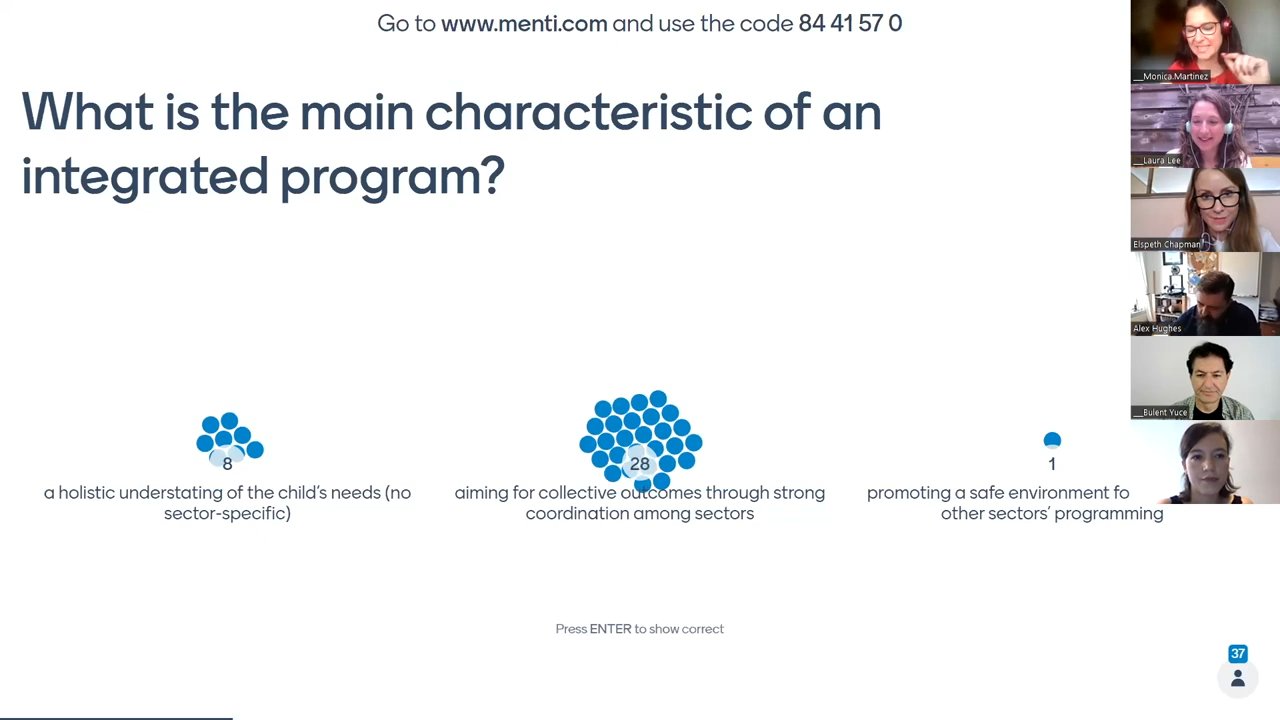 Go to www.menti.com and use the code 84 41 57 0
What is the main characteristic of an
integrated program?
8
a holistic understating of the child's needs (no
sector-specific)
28
aiming for collective outcomes through strong
coordination among sectors
1
promoting a safe environment fo
other sectors' programming
Press ENTER to show correct
37
__Monica.Martinez
__Laura Lee
Elspeth Chapman
Alex Hughes
__Bulent Yuce